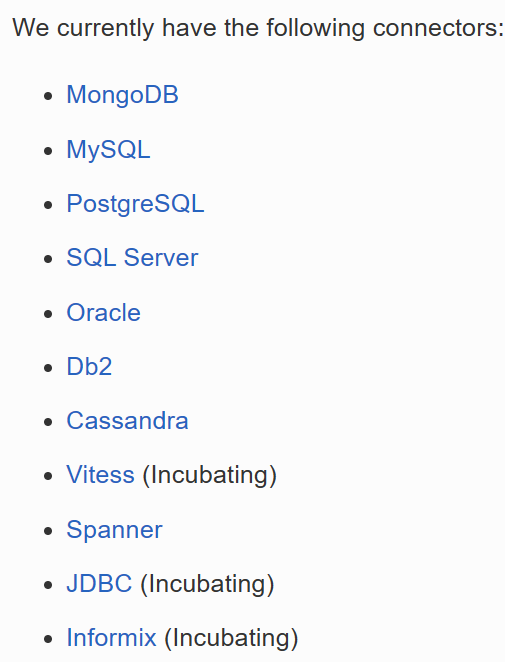 We currently have the following connectors:
• MongoDB
• MySQL
• PostgreSQL
• SQL Server
• Oracle
• Db2
• Cassandra
• Vitess (Incubating)
• Spanner
• JDBC (Incubating)
• Informix (Incubating)